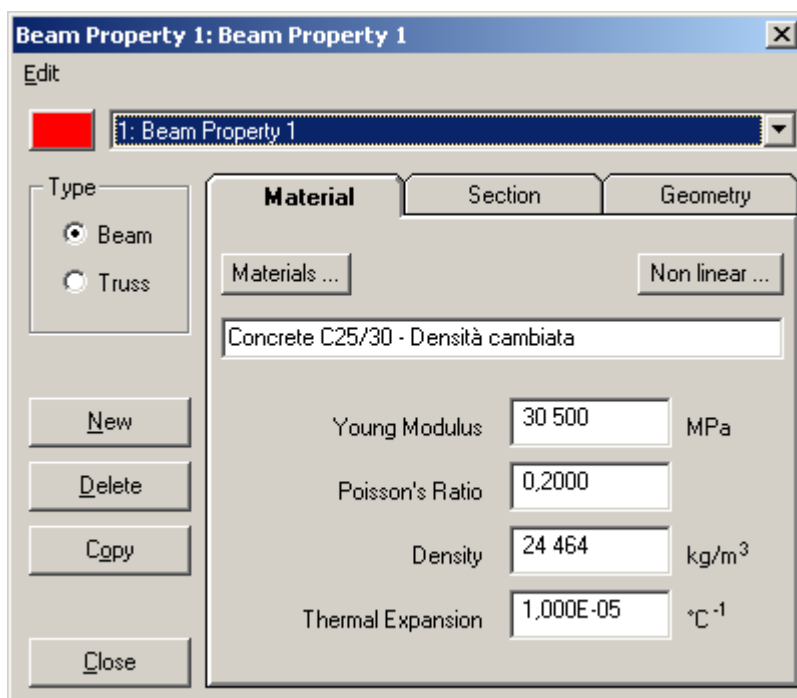 Beam Property 1: Beam Property 1
Edit
1: Beam Property 1
Type
Beam
Truss
Material
Section
Geometry
Materials ...
Non linear ...
Concrete C25/30 - Densità cambiata
New
Delete
Copy
Close
Young Modulus 30 500 MPa
Poisson's Ratio 0,2000
Density 24 464 kg/m³
Thermal Expansion 1,000E-05 °C⁻¹